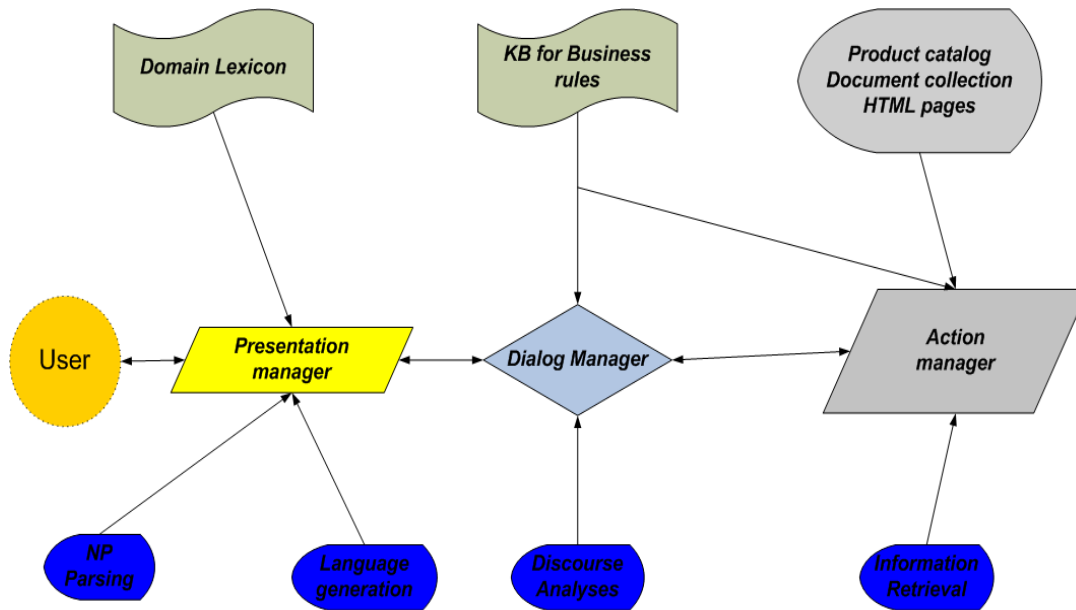 Domain Lexicon
KB for Business
rules
Product catalog
Document collection
HTML pages
User
Presentation
manager
Dialog Manager
Action
manager
NP
Parsing
Language
generation
Discourse
Analyses
Information
Retrieval